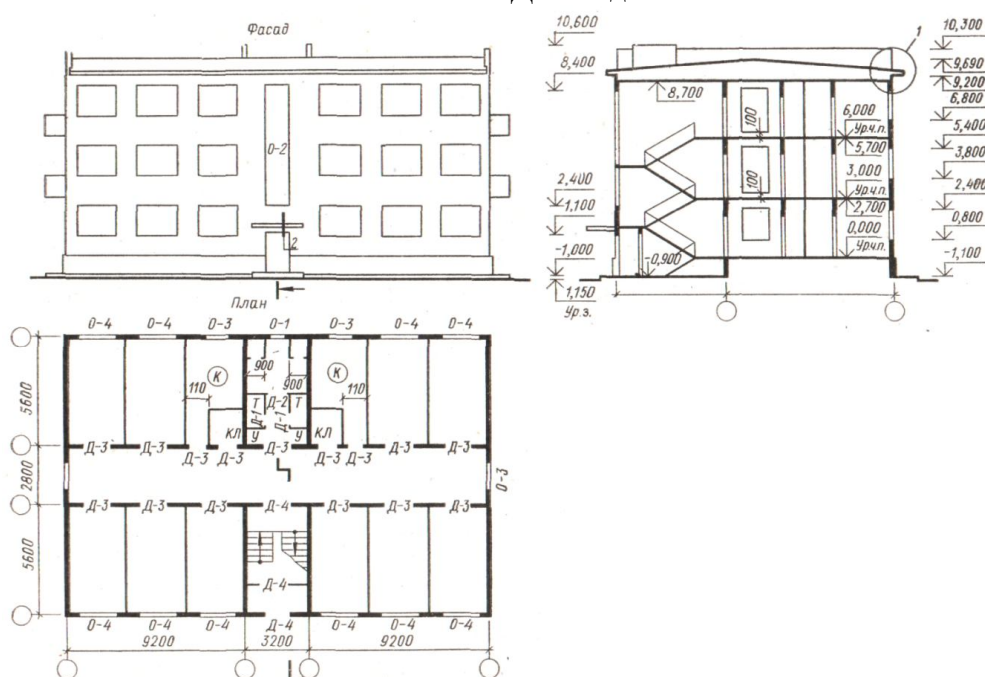 Фасад
О-2
2
10,600
8,400
8,700
100
100
6,000
Ур.ч.п.
5,700
3,000
Ур.ч.п.
2,700
0,000
Ур.ч.п.
-0,900
2,400
1,100
-1,000
1,150
Ур.з.
1
10,300
9,690
9,200
6,800
5,400
3,800
2,400
0,800
-1,100
План
О-4 О-4 О-3 О-1 О-3 О-4 О-4
К 900 900 К
110 110
Т Д-2 Т
Д-1 Д-1
КЛ У У КЛ
Д-3 Д-3 Д-3 Д-3 Д-3 Д-3 Д-3 Д-3 Д-3
О-3
Д-3 Д-3 Д-3 Д-4 Д-3 Д-3 Д-3
Д-4
О-4 О-4 О-4 Д-4 О-4 О-4 О-4
5600
2800
5600
9200 3200 9200